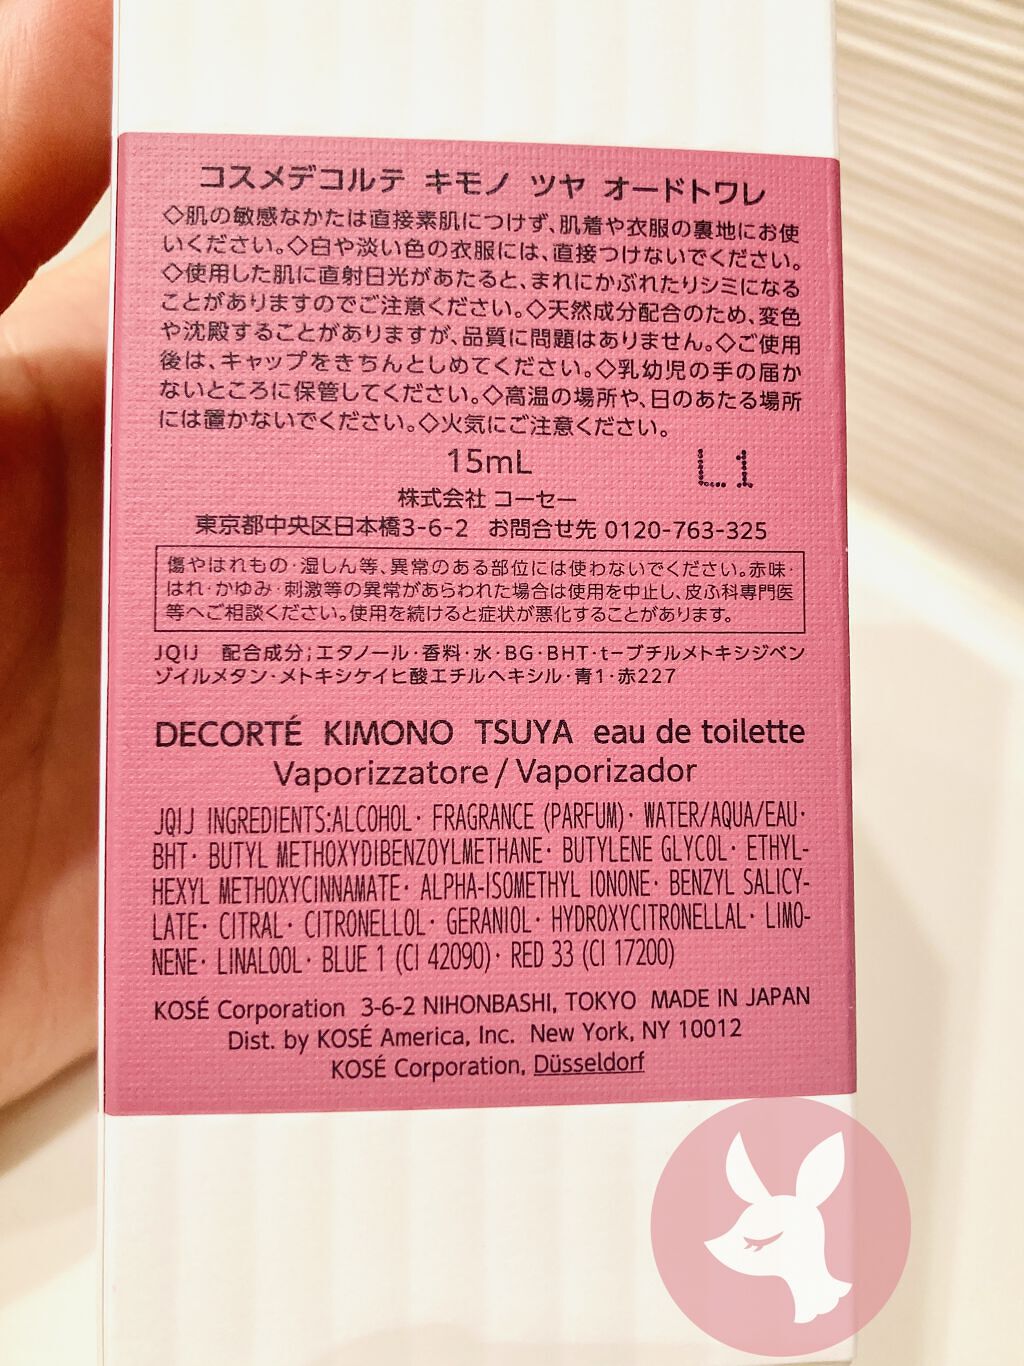 コスメデコルテ キモノ ツヤ オードトワレ
◇肌の敏感なかたは直接素肌につけず、肌着や衣服の裏地にお使
いください。◇白や淡い色の衣服には、直接つけないでください。
◇使用した肌に直射日光があたると、まれにかぶれたりシミになる
ことがありますのでご注意ください。◇天然成分配合のため、変色
や沈殿することがありますが、品質に問題はありません。◇ご使用
後は、キャップをきちんとしめてください。◇乳幼児の手の届か
ないところに保管してください。◇高温の場所や、日のあたる場所
には置かないでください。◇火気にご注意ください。
15mL
L1
株式会社 コーセー
東京都中央区日本橋3-6-2 お問合せ先 0120-763-325
傷やはれもの・湿しん等、異常のある部位には使わないでください。赤味・
はれ・かゆみ・刺激等の異常があらわれた場合は使用を中止し、皮ふ科専門医
等へご相談ください。使用を続けると症状が悪化することがあります。
JQIJ 配合成分;エタノール・香料・水・BG・BHT・t-ブチルメトキシジベン
ゾイルメタン・メトキシケイヒ酸エチルヘキシル・青1・赤227
DECORTÉ KIMONO TSUYA eau de toilette
Vaporizzatore / Vaporizador
JQIJ INGREDIENTS:ALCOHOL· FRAGRANCE (PARFUM)· WATER/AQUA/EAU·
BHT· BUTYL METHOXYDIBENZOYLMETHANE· BUTYLENE GLYCOL· ETHYL-
HEXYL METHOXYCINNAMATE· ALPHA-ISOMETHYL IONONE· BENZYL SALICY-
LATE· CITRAL· CITRONELLOL· GERANIOL· HYDROXYCITRONELLAL· LIMO-
NENE· LINALOOL· BLUE 1 (CI 42090)· RED 33 (CI 17200)
KOSÉ Corporation 3-6-2 NIHONBASHI, TOKYO MADE IN JAPAN
Dist. by KOSÉ America, Inc. New York, NY 10012
KOSÉ Corporation, Düsseldorf